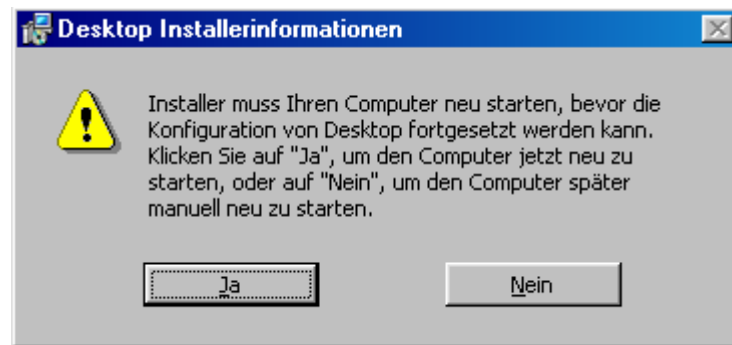 Desktop Installerinformationen
Installer muss Ihren Computer neu starten, bevor die
Konfiguration von Desktop fortgesetzt werden kann.
Klicken Sie auf "Ja", um den Computer jetzt neu zu
starten, oder auf "Nein", um den Computer später
manuell neu zu starten.
Ja Nein